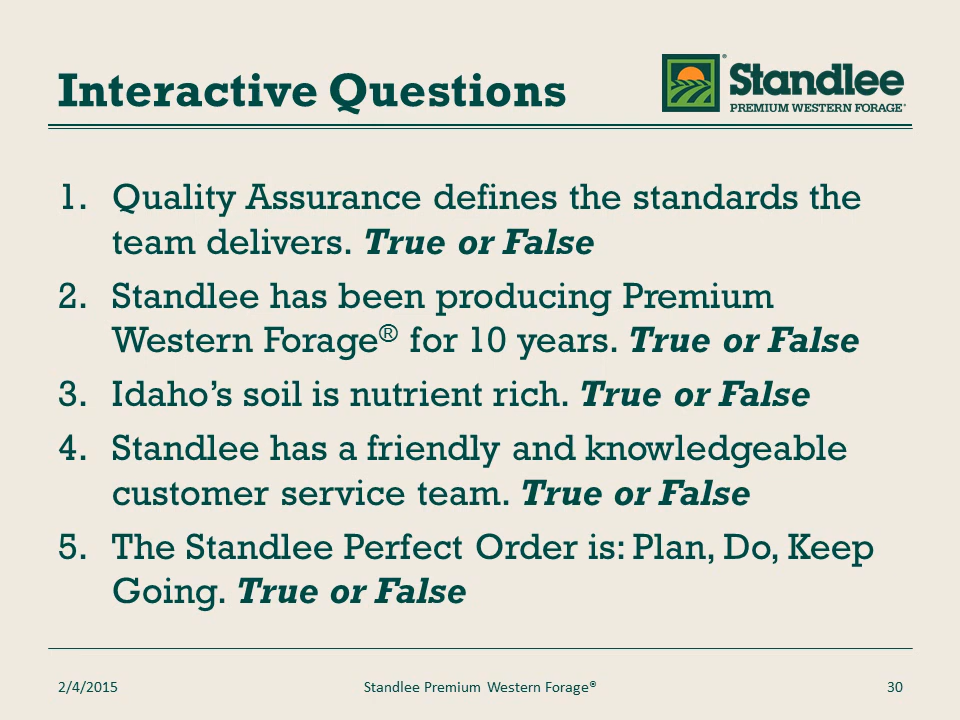 Interactive Questions
Standlee®
PREMIUM WESTERN FORAGE®
1. Quality Assurance defines the standards the
team delivers. True or False
2. Standlee has been producing Premium
Western Forage® for 10 years. True or False
3. Idaho’s soil is nutrient rich. True or False
4. Standlee has a friendly and knowledgeable
customer service team. True or False
5. The Standlee Perfect Order is: Plan, Do, Keep
Going. True or False
2/4/2015 Standlee Premium Western Forage® 30